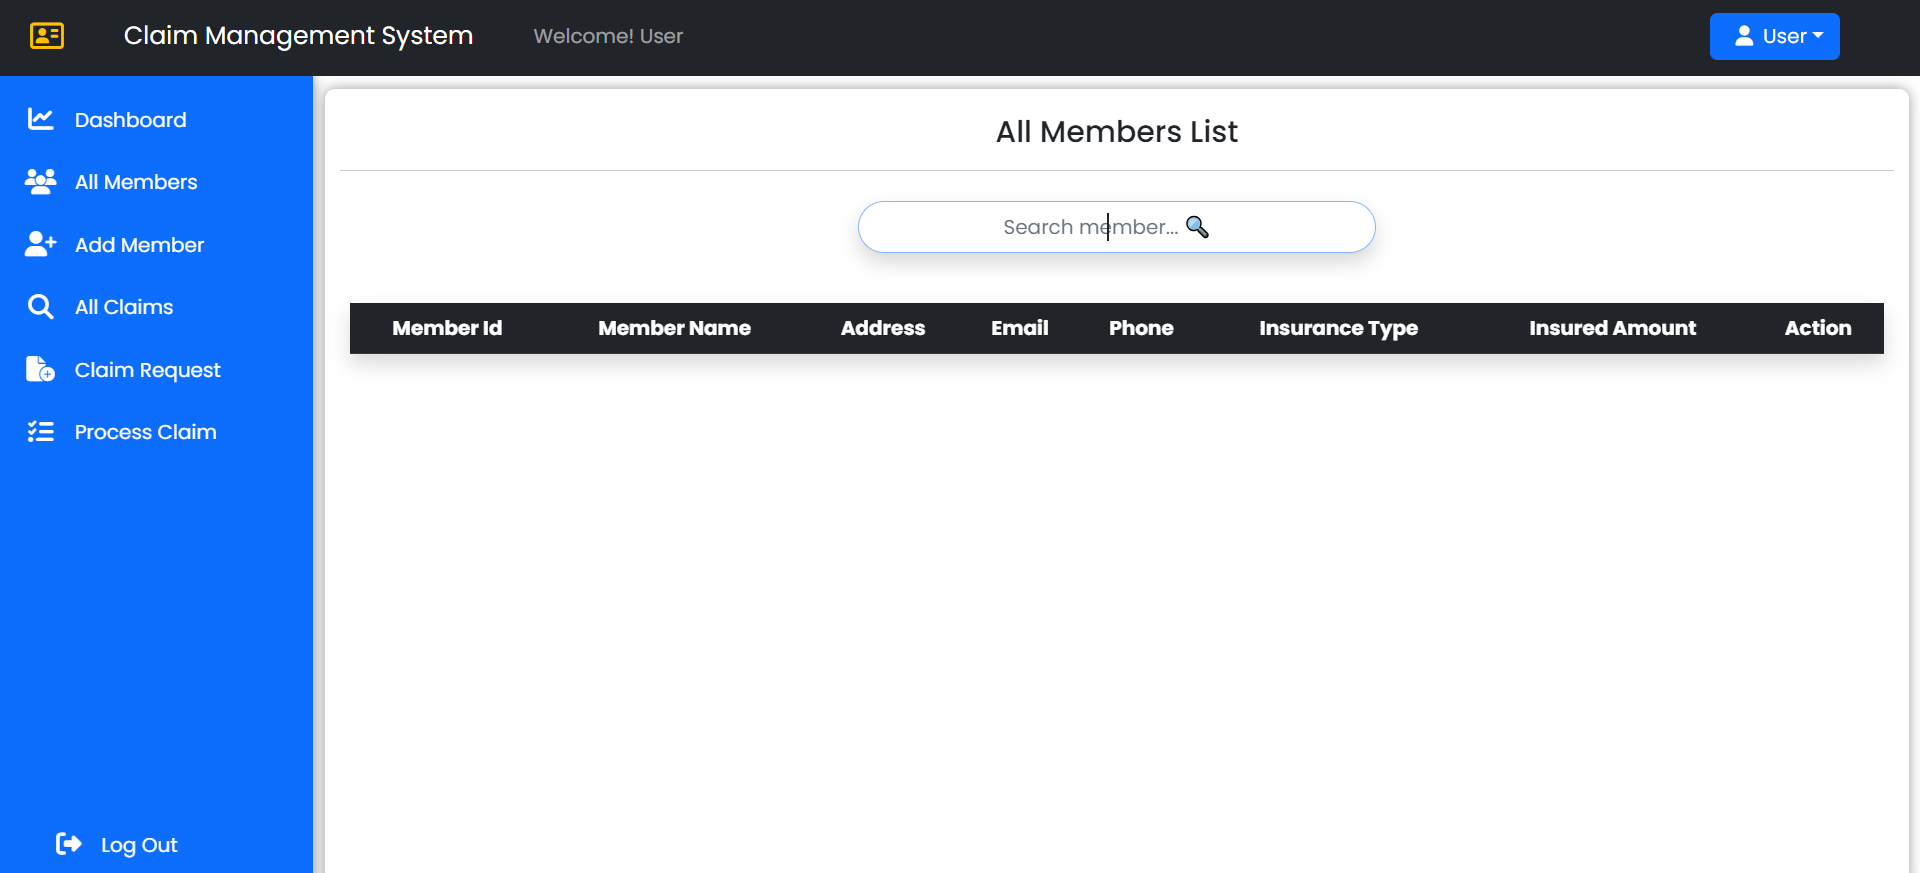 Claim Management System
Welcome! User
User
Dashboard
All Members
Add Member
All Claims
Claim Request
Process Claim
Log Out
All Members List
Search member... 🔍
Member Id Member Name Address Email Phone Insurance Type Insured Amount Action